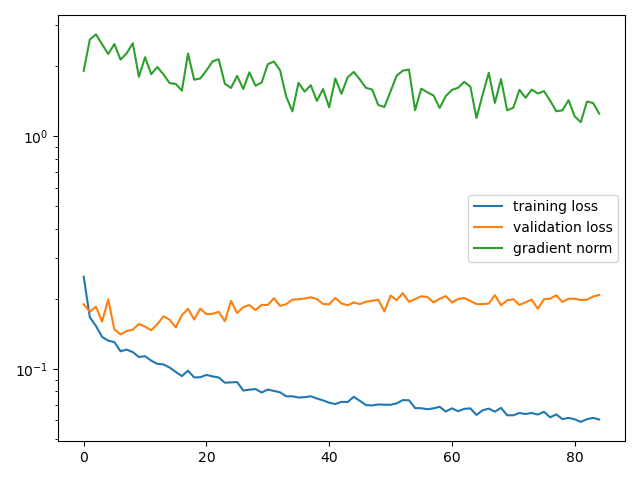 10⁰
10⁻¹
training loss
validation loss
gradient norm
0 20 40 60 80